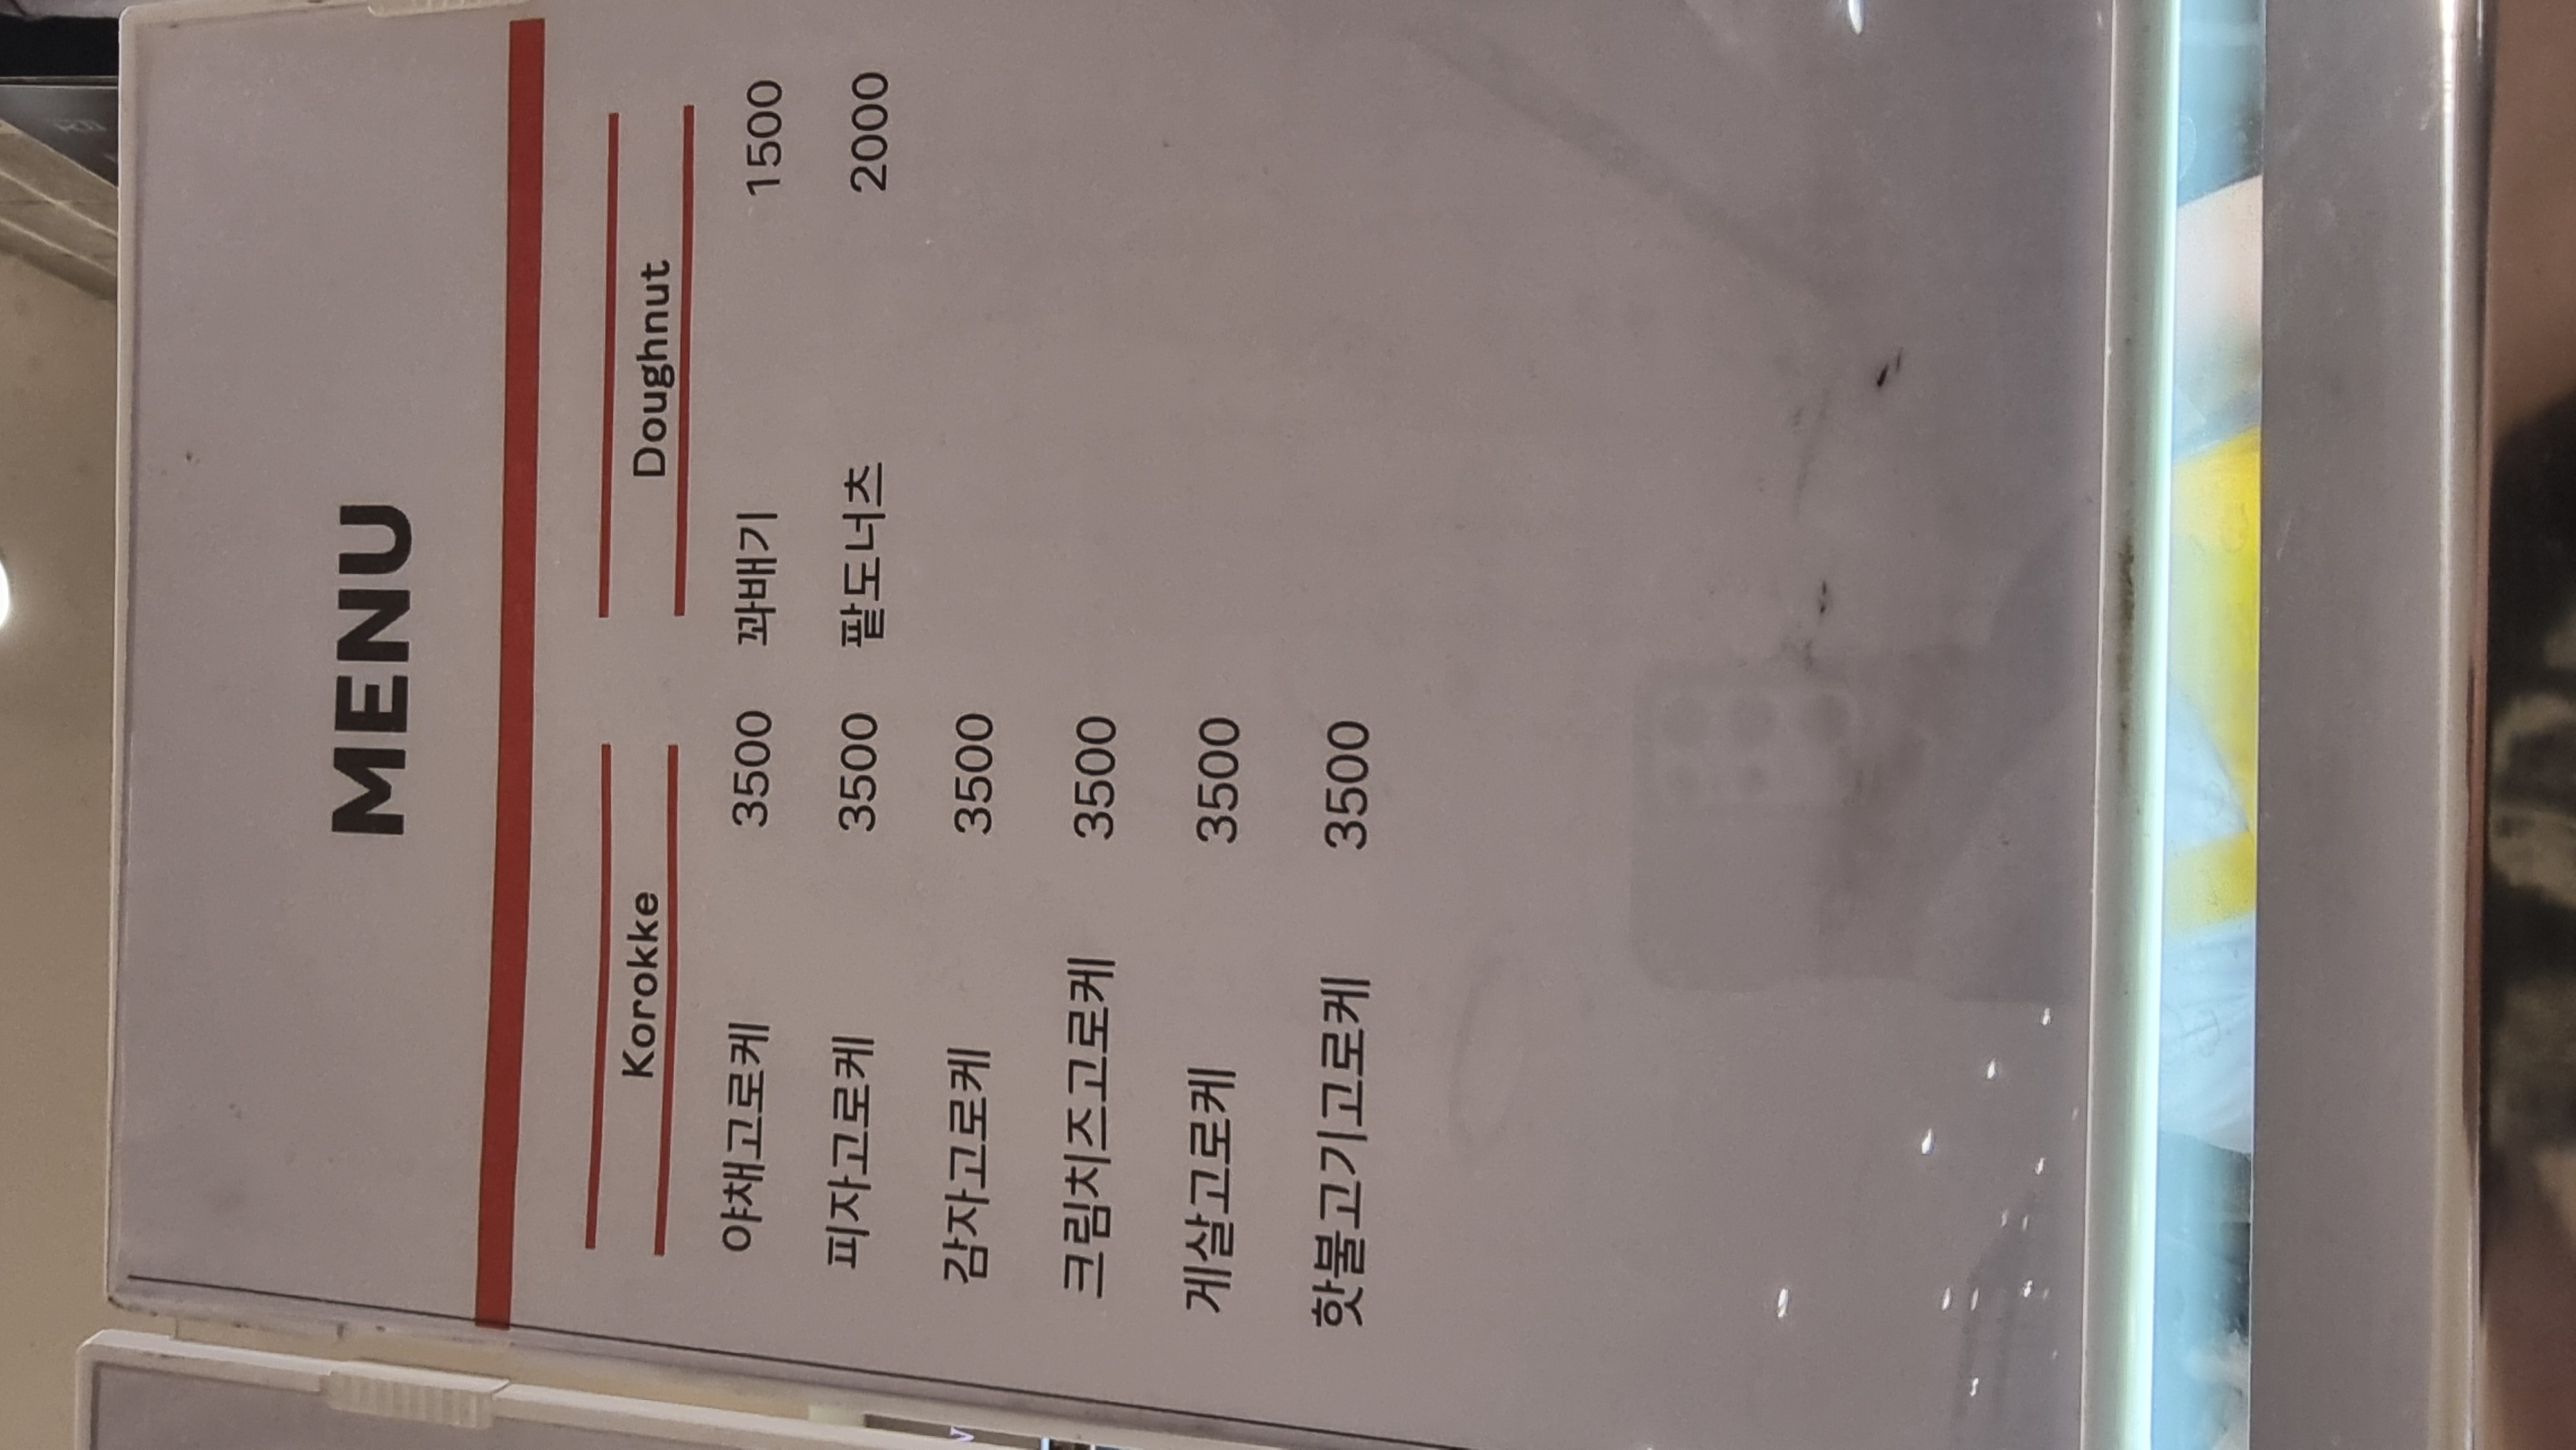 MENU
Korokke
야채고로케 3500
피자고로케 3500
감자고로케 3500
크림치즈고로케 3500
게살고로케 3500
핫불고기고로케 3500
Doughnut
꽈배기 1500
팥도너츠 2000